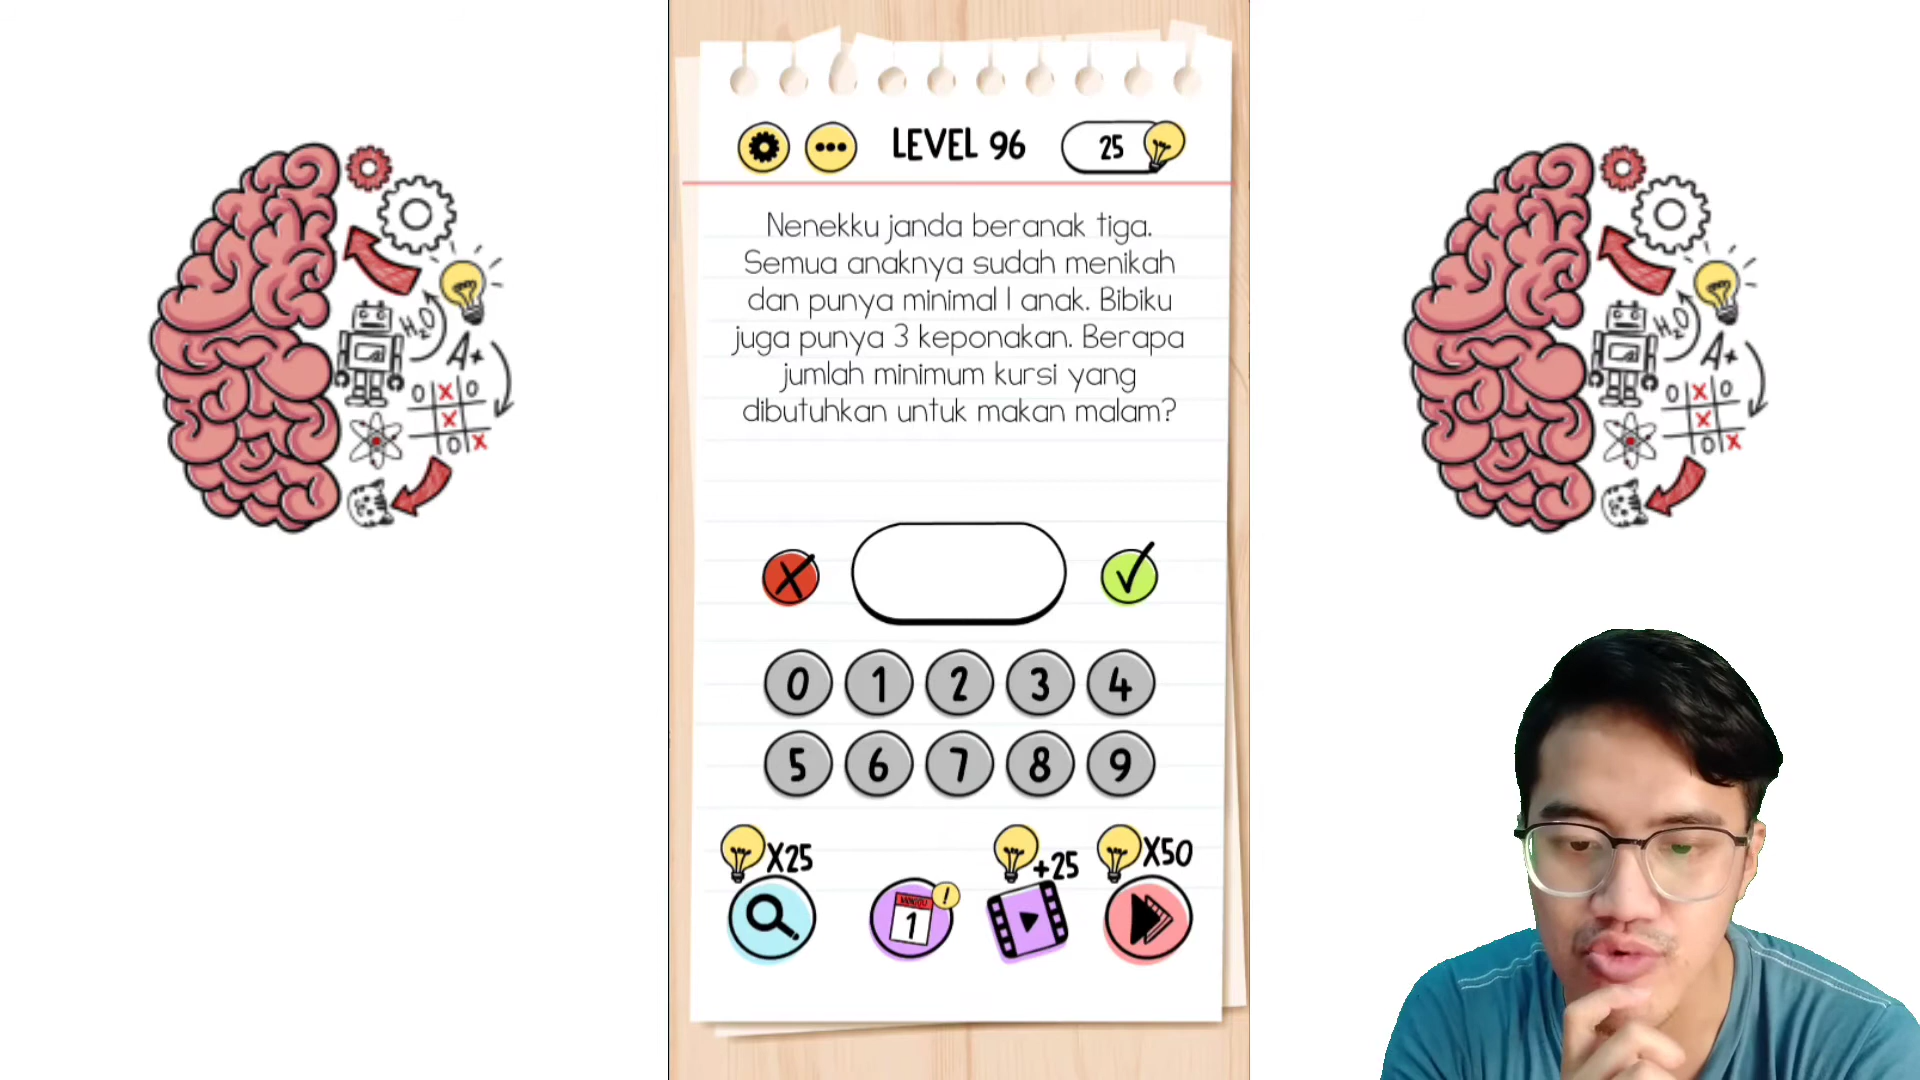 LEVEL 96
25
Nenekku janda beranak tiga.
Semua anaknya sudah menikah
dan punya minimal 1 anak. Bibiku
juga punya 3 keponakan. Berapa
jumlah minimum kursi yang
dibutuhkan untuk makan malam?
H₂O
A+
O X O
X
O X
H₂O
A+
O X O
X
O X
0 1 2 3 4
5 6 7 8 9
X25
+25
X50
!
1